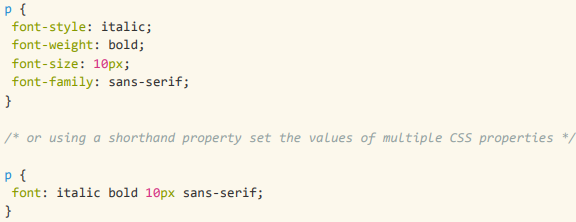 p {
font-style: italic;
font-weight: bold;
font-size: 10px;
font-family: sans-serif;
}
/* or using a shorthand property set the values of multiple CSS properties */
p {
font: italic bold 10px sans-serif;
}